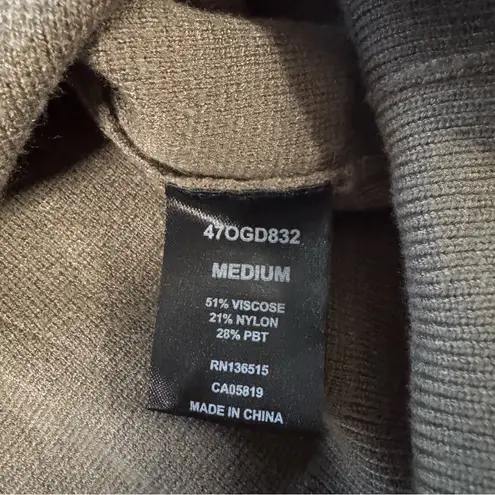 47OGD832
MEDIUM
51% VISCOSE
21% NYLON
28% PBT
RN136515
CA05819
MADE IN CHINA